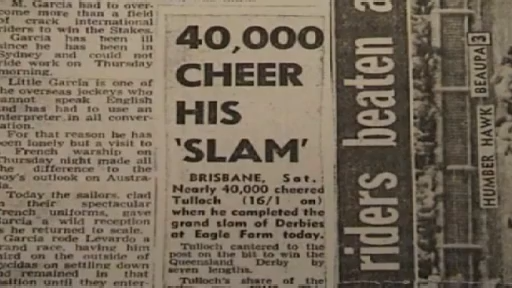 M. Garcia had to over-
come more than a field
of crack international
riders to win the Stakes.
Garcia has been ill
since he has been in
Sydney and could not
ride work on Thursday
morning.
Little Garcia is one of
the overseas jockeys who
cannot speak English
and has had to use an
interpreter in all conver-
sation.
For that reason he has
been lonely but a visit to
French warship on
Thursday night made all
the difference to the
boy's outlook on Austra-
lia.
Today the sailors, clad
in their spectacular
French uniforms, gave
Garcia a wild reception
as he returned to scale.
Garcia rode Levardo a
grand race, having him
third on the outside of
on settling down
and remained in that
position until they enter-
40,000
CHEER
HIS
'SLAM'
BRISBANE, Sat.
Nearly 40,000 cheered
Tulloch (16/1 on)
when he completed the
grand slam of Derbies
at Eagle Farm today.
Tulloch cantered to the
post on the bit to win the
Queensland Derby by
seven lengths.
Tulloch's share of the
riders beaten a
HUMBER HAWK BEAUPA 3